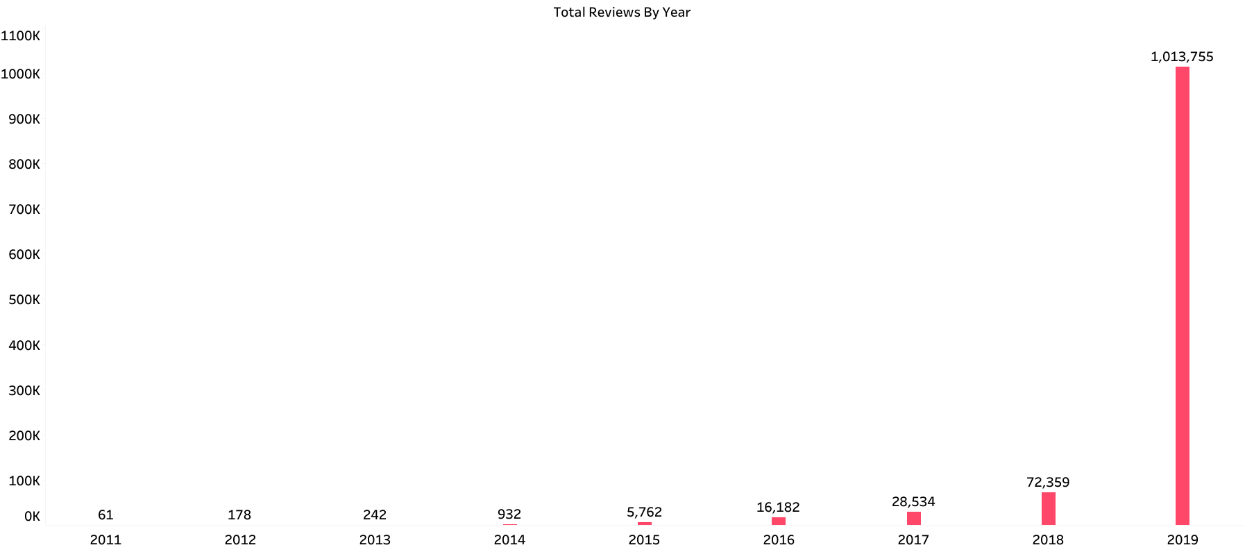 Total Reviews By Year
1100K
1000K
900K
800K
700K
600K
500K
400K
300K
200K
100K
0K
61 178 242 932 5,762 16,182 28,534 72,359 1,013,755
2011 2012 2013 2014 2015 2016 2017 2018 2019